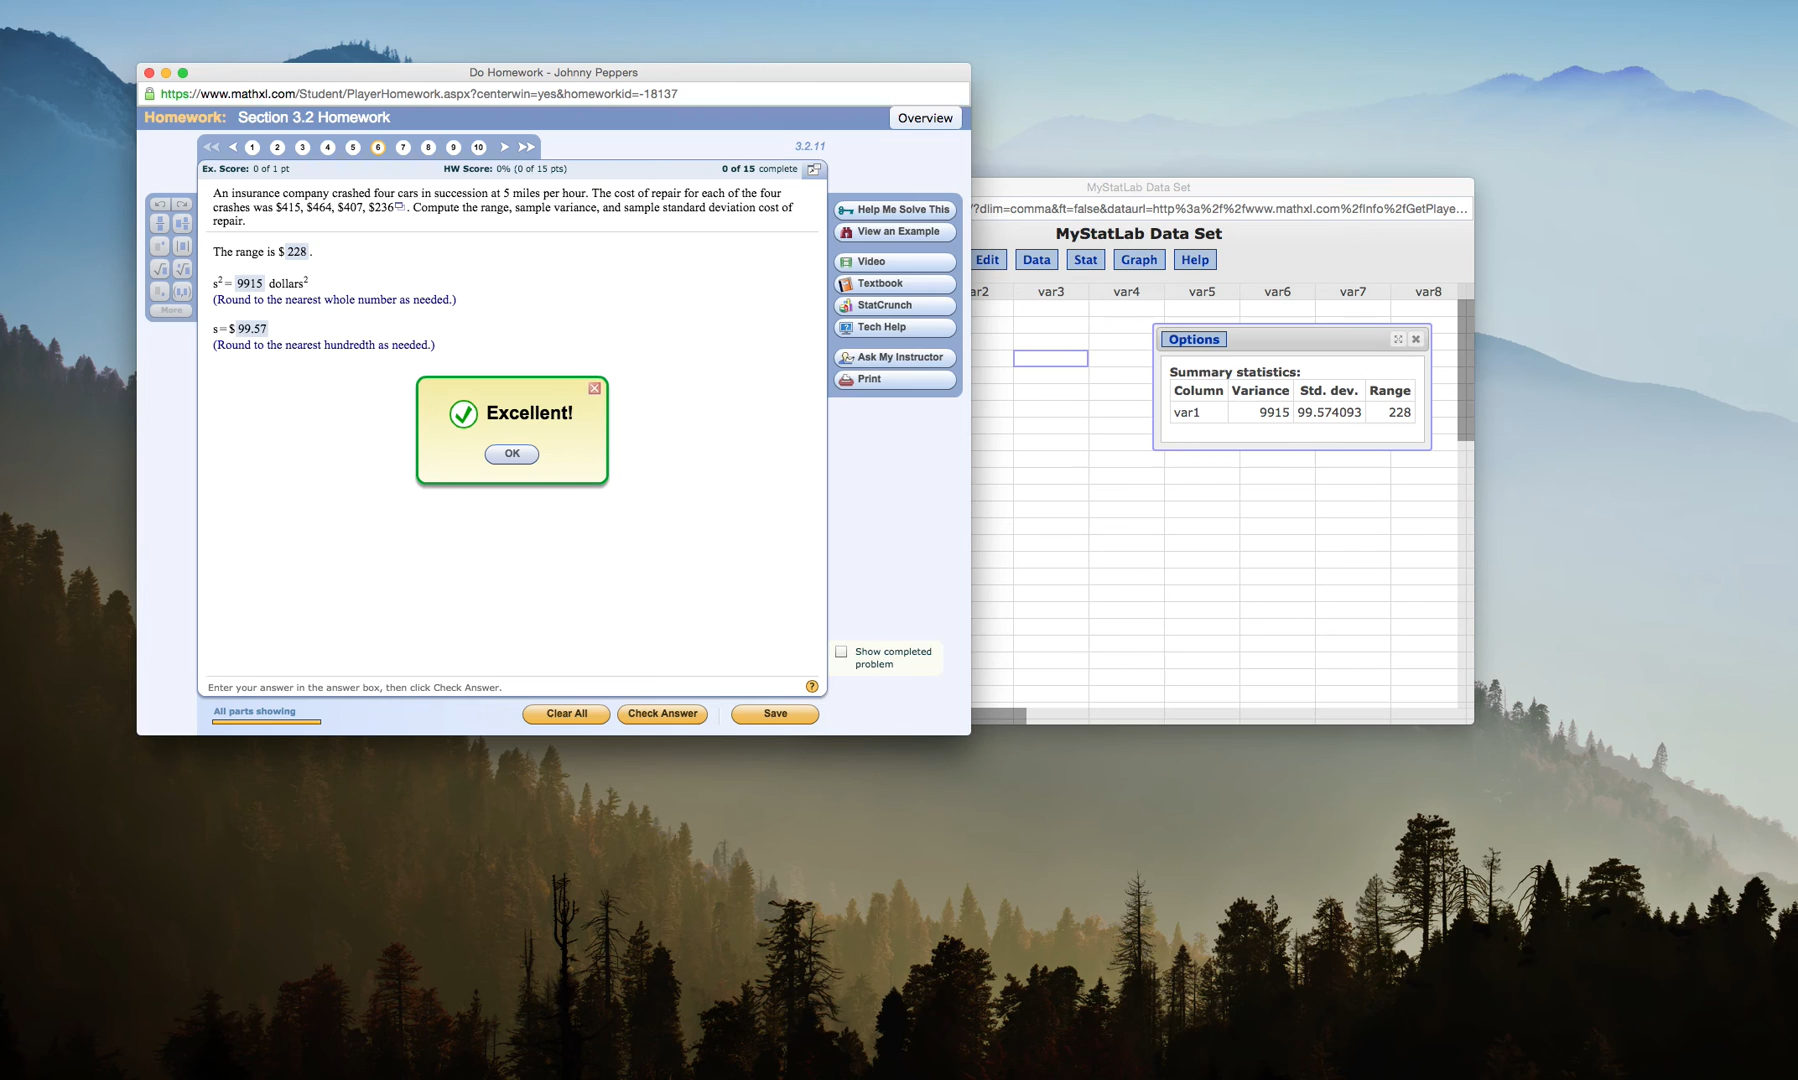 Do Homework - Johnny Peppers
https://www.mathxl.com/Student/PlayerHomework.aspx?centerwin=yes&homeworkid=-18137
Homework: Section 3.2 Homework
Overview
1 2 3 4 5 6 7 8 9 10
3.2.11
Ex. Score: 0 of 1 pt
HW Score: 0% (0 of 15 pts)
0 of 15 complete
An insurance company crashed four cars in succession at 5 miles per hour. The cost of repair for each of the four
crashes was $415, $464, $407, $236. Compute the range, sample variance, and sample standard deviation cost of
repair.
The range is $ 228 .
s² = 9915 dollars²
(Round to the nearest whole number as needed.)
s = $ 99.57
(Round to the nearest hundredth as needed.)
Excellent!
OK
More
Help Me Solve This
View an Example
Video
Textbook
StatCrunch
Tech Help
Ask My Instructor
Print
Show completed
problem
Enter your answer in the answer box, then click Check Answer.
?
All parts showing
Clear All
Check Answer
Save
MyStatLab Data Set
?dlim=comma&ft=false&dataurl=http%3a%2f%2fwww.mathxl.com%2fInfo%2fGetPlaye...
MyStatLab Data Set
Edit Data Stat Graph Help
ar2 var3 var4 var5 var6 var7 var8
Options
Summary statistics:
Column Variance Std. dev. Range
var1 9915 99.574093 228